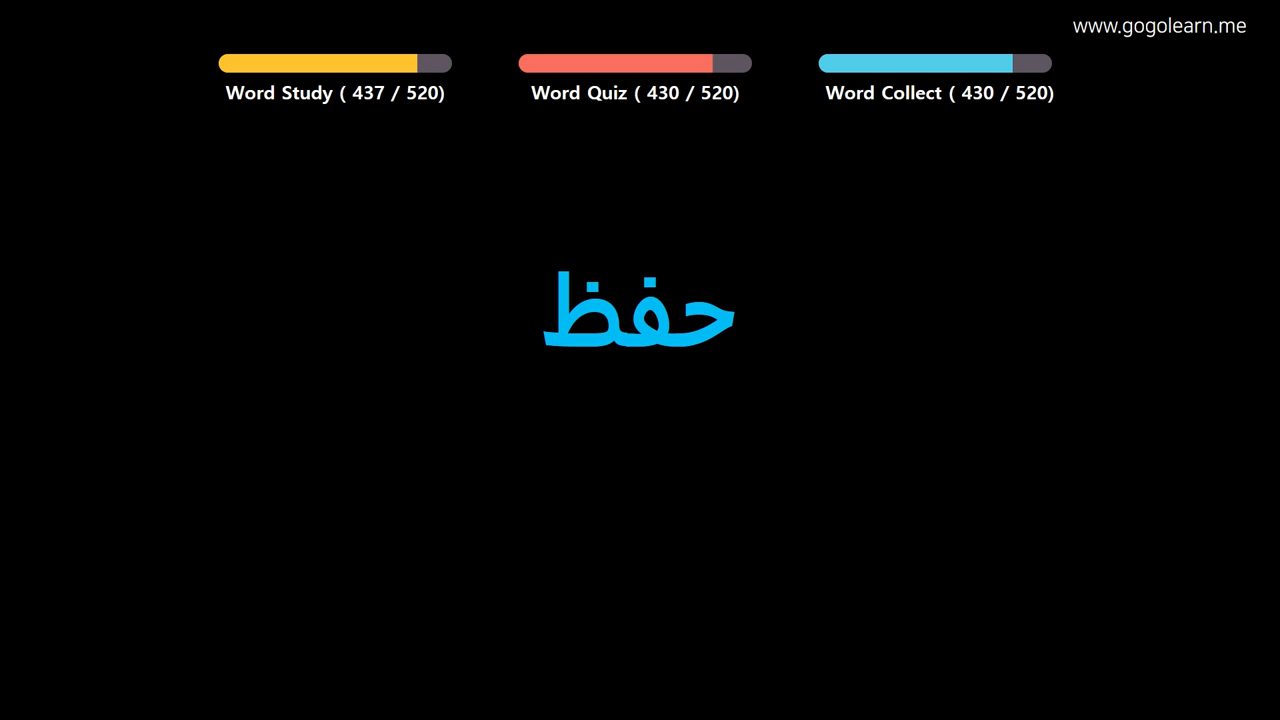 www.gogolearn.me
Word Study ( 437 / 520)
Word Quiz ( 430 / 520)
Word Collect ( 430 / 520)
حفظ